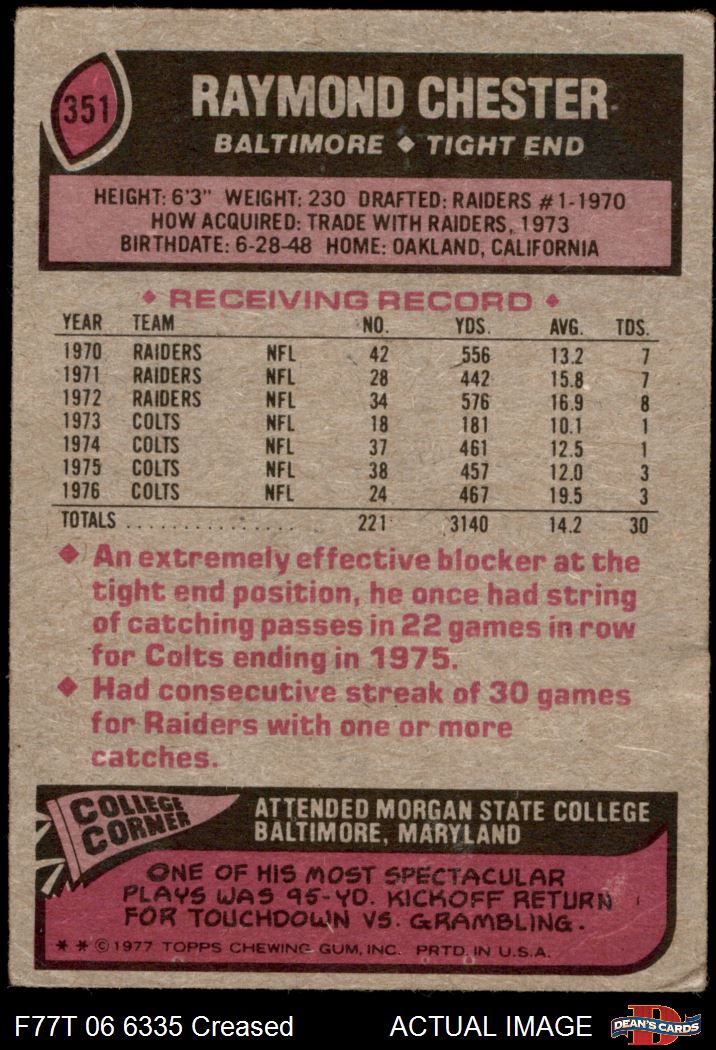 351
RAYMOND CHESTER
BALTIMORE ◆ TIGHT END
HEIGHT: 6'3" WEIGHT: 230 DRAFTED: RAIDERS #1-1970
HOW ACQUIRED: TRADE WITH RAIDERS, 1973
BIRTHDATE: 6-28-48 HOME: OAKLAND, CALIFORNIA
◆ RECEIVING RECORD ◆
YEAR TEAM NO. YDS. AVG. TDS.
1970 RAIDERS NFL 42 556 13.2 7
1971 RAIDERS NFL 28 442 15.8 7
1972 RAIDERS NFL 34 576 16.9 8
1973 COLTS NFL 18 181 10.1 1
1974 COLTS NFL 37 461 12.5 1
1975 COLTS NFL 38 457 12.0 3
1976 COLTS NFL 24 467 19.5 3
TOTALS ................ 221 3140 14.2 30
◆ An extremely effective blocker at the
tight end position, he once had string
of catching passes in 22 games in row
for Colts ending in 1975.
◆ Had consecutive streak of 30 games
for Raiders with one or more
catches.
COLLEGE
CORNER
ATTENDED MORGAN STATE COLLEGE
BALTIMORE, MARYLAND
ONE OF HIS MOST SPECTACULAR
PLAYS WAS 95-YD. KICKOFF RETURN
FOR TOUCHDOWN VS. GRAMBLING.
* * © 1977 TOPPS CHEWING GUM, INC. PRTD. IN U.S.A.
F77T 06 6335 Creased ACTUAL IMAGE
D
DEAN'S CARDS